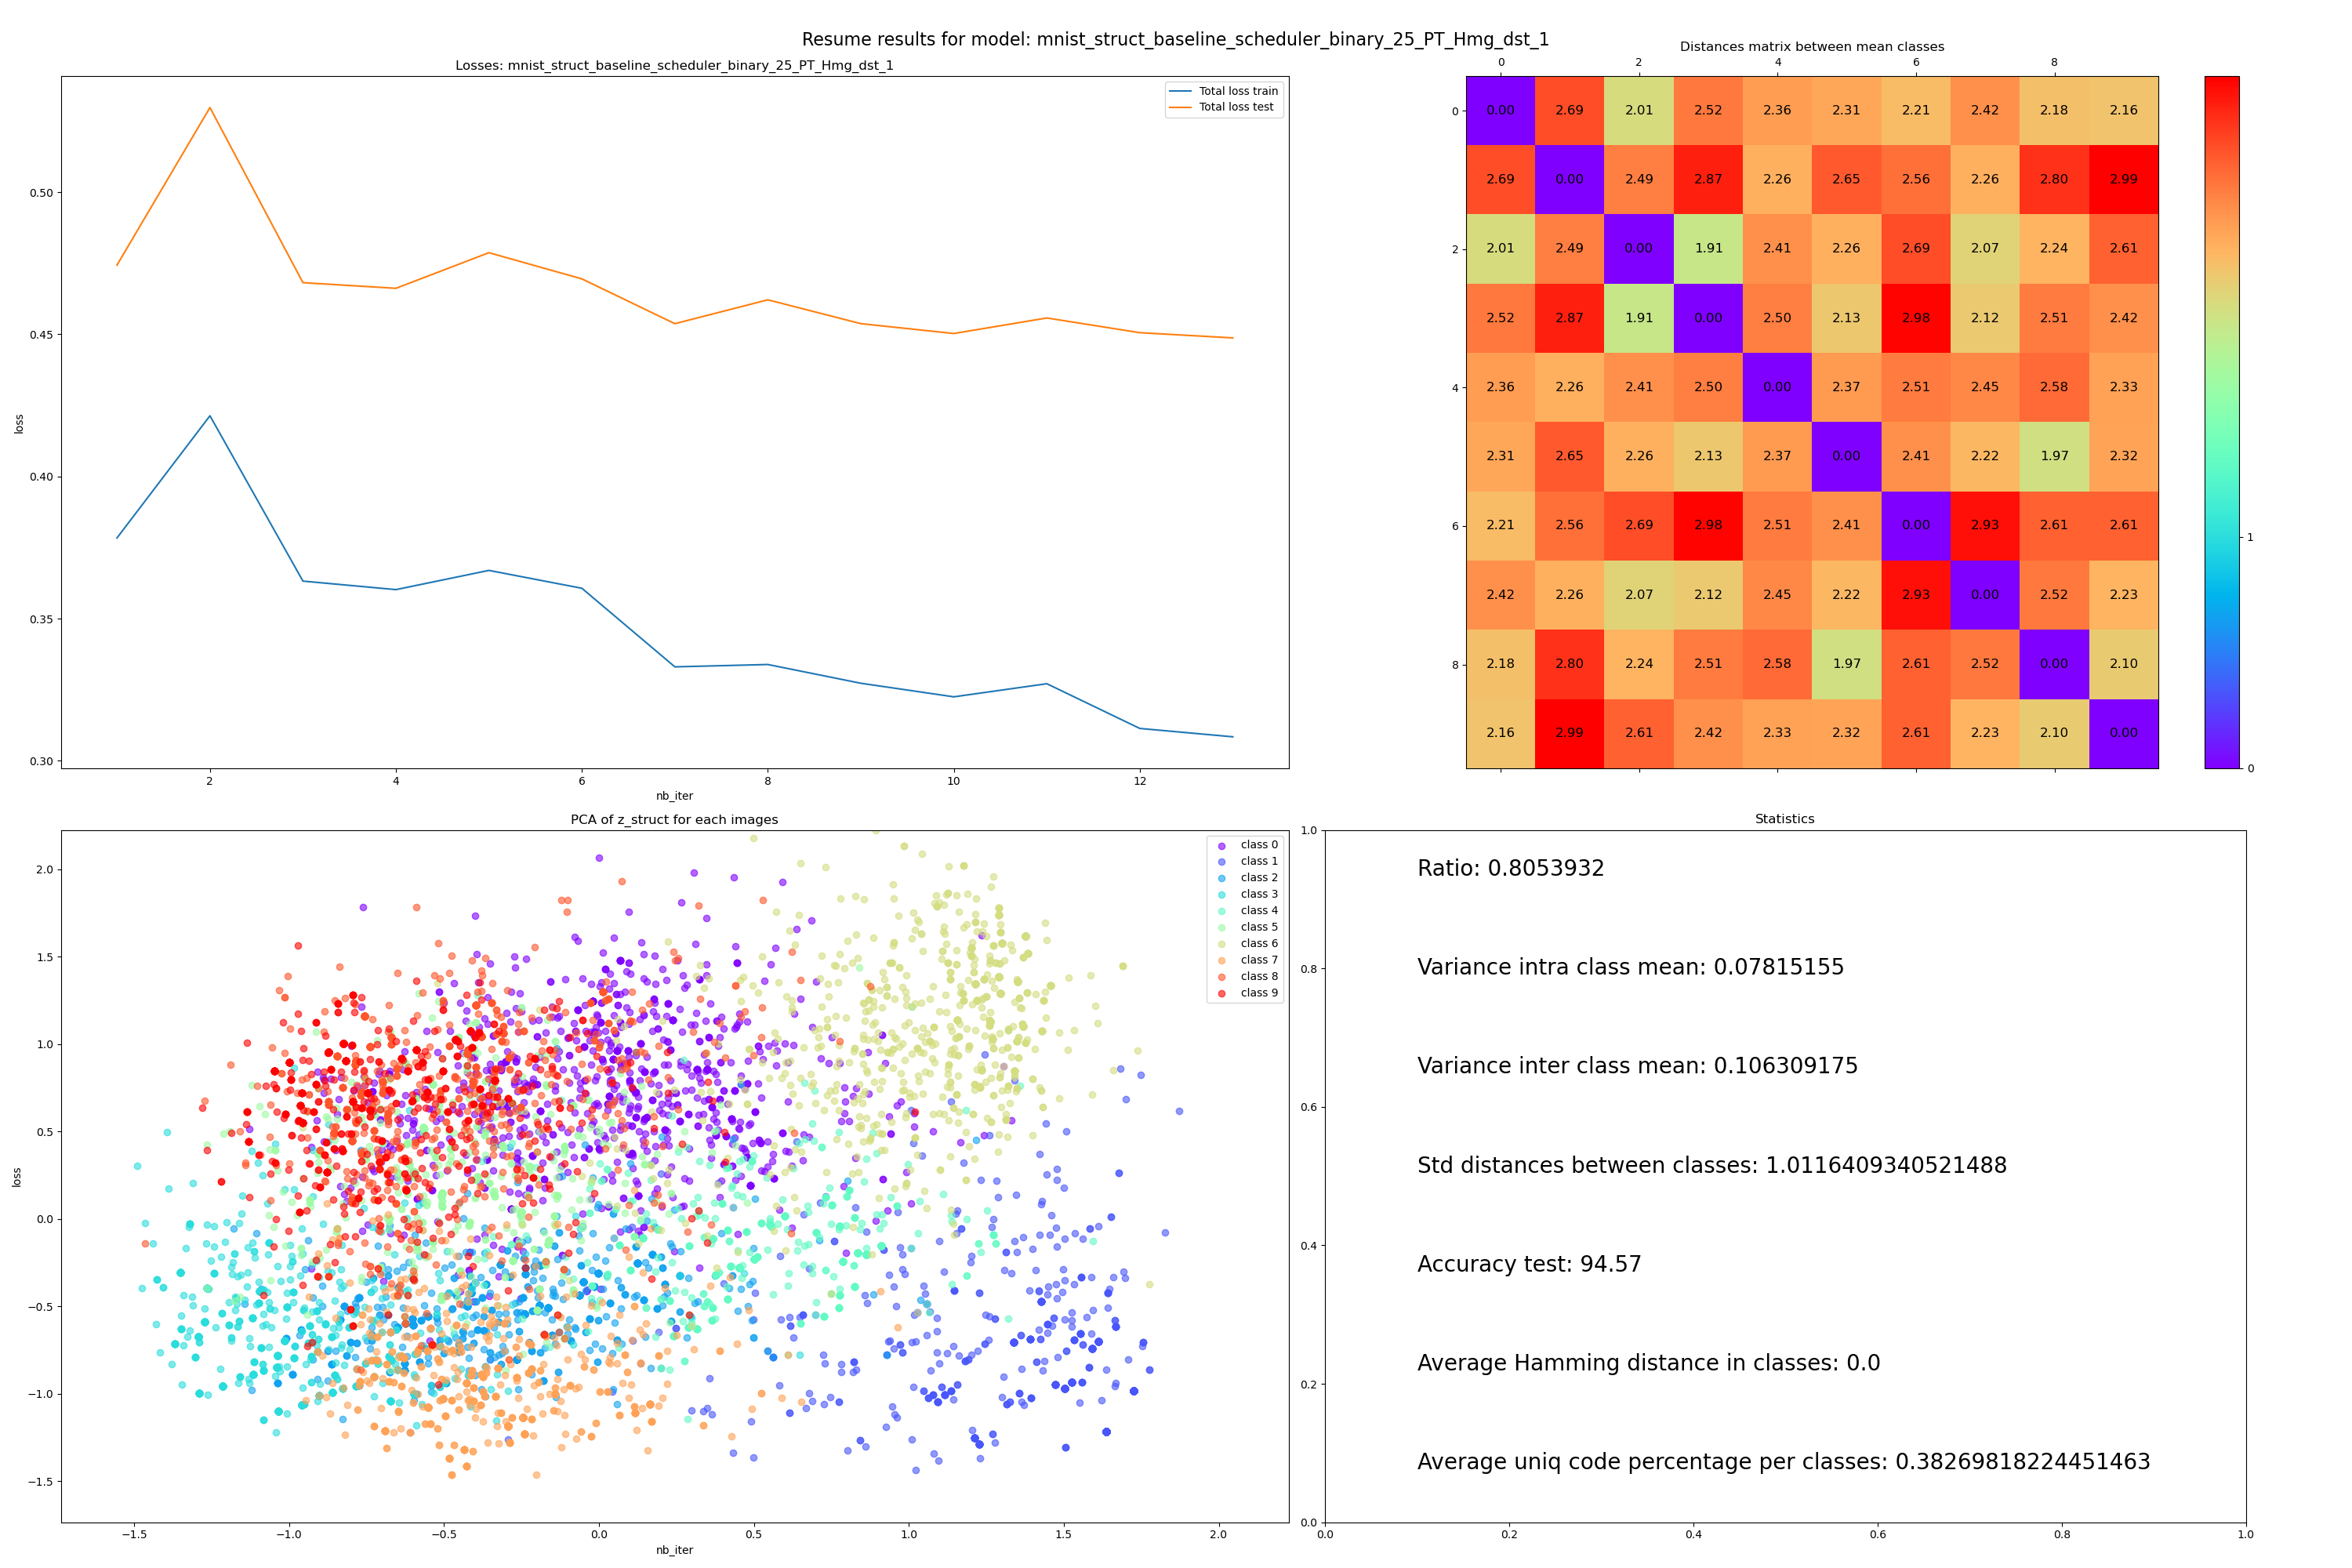 Resume results for model: mnist_struct_baseline_scheduler_binary_25_PT_Hmg_dst_1
Losses: mnist_struct_baseline_scheduler_binary_25_PT_Hmg_dst_1
Total loss train
Total loss test
0.50
0.45
0.40
0.35
0.30
loss
2 4 6 8 10 12
nb_iter
Distances matrix between mean classes
0 2 4 6 8
0 2 4 6 8
0.00 2.69 2.01 2.52 2.36 2.31 2.21 2.42 2.18 2.16
2.69 0.00 2.49 2.87 2.26 2.65 2.56 2.26 2.80 2.99
2.01 2.49 0.00 1.91 2.41 2.26 2.69 2.07 2.24 2.61
2.52 2.87 1.91 0.00 2.50 2.13 2.98 2.12 2.51 2.42
2.36 2.26 2.41 2.50 0.00 2.37 2.51 2.45 2.58 2.33
2.31 2.65 2.26 2.13 2.37 0.00 2.41 2.22 1.97 2.32
2.21 2.56 2.69 2.98 2.51 2.41 0.00 2.93 2.61 2.61
2.42 2.26 2.07 2.12 2.45 2.22 2.93 0.00 2.52 2.23
2.18 2.80 2.24 2.51 2.58 1.97 2.61 2.52 0.00 2.10
2.16 2.99 2.61 2.42 2.33 2.32 2.61 2.23 2.10 0.00
1
0
PCA of z_struct for each images
class 0
class 1
class 2
class 3
class 4
class 5
class 6
class 7
class 8
class 9
2.0
1.5
1.0
0.5
0.0
−0.5
−1.0
−1.5
loss
−1.5 −1.0 −0.5 0.0 0.5 1.0 1.5 2.0
nb_iter
Statistics
1.0
0.8
0.6
0.4
0.2
0.0
Ratio: 0.8053932
Variance intra class mean: 0.07815155
Variance inter class mean: 0.106309175
Std distances between classes: 1.0116409340521488
Accuracy test: 94.57
Average Hamming distance in classes: 0.0
Average uniq code percentage per classes: 0.38269818224451463
0.0 0.2 0.4 0.6 0.8 1.0